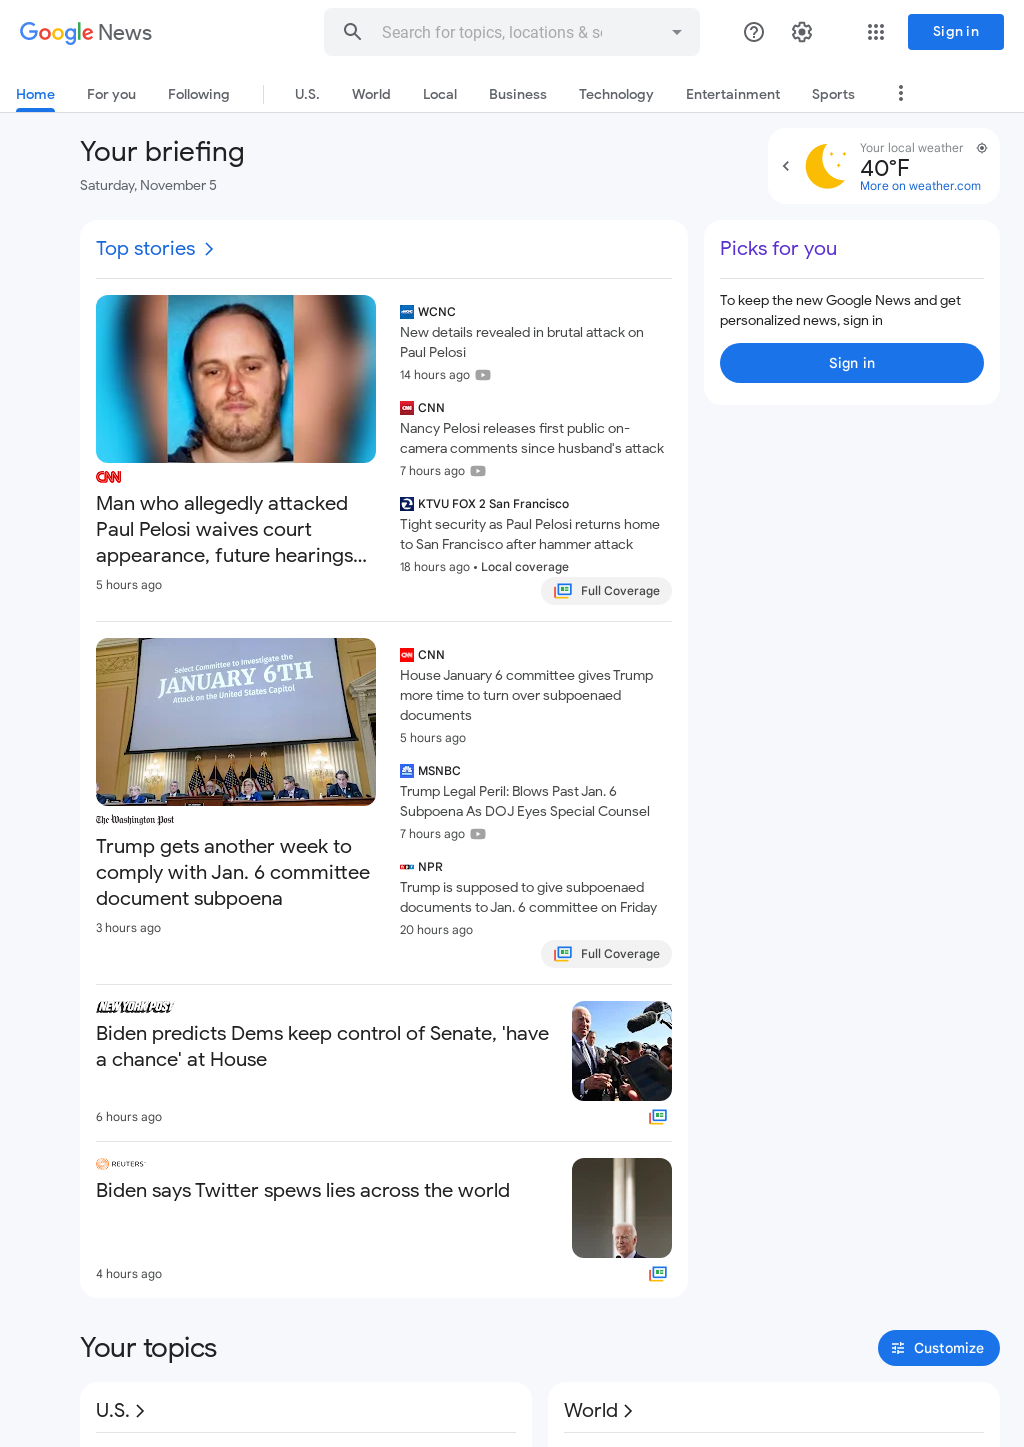 Google News
Search for topics, locations & so
Sign in
Home
For you
Following
U.S.
World
Local
Business
Technology
Entertainment
Sports
Your briefing
Saturday, November 5
Your local weather
40°F
More on weather.com
Top stories
Picks for you
To keep the new Google News and get
personalized news, sign in
Sign in
CNN
Man who allegedly attacked
Paul Pelosi waives court
appearance, future hearings...
5 hours ago
WCNC
New details revealed in brutal attack on
Paul Pelosi
14 hours ago
CNN
Nancy Pelosi releases first public on-
camera comments since husband's attack
7 hours ago
KTVU FOX 2 San Francisco
Tight security as Paul Pelosi returns home
to San Francisco after hammer attack
18 hours ago • Local coverage
Full Coverage
Select Committee to Investigate the
JANUARY 6TH
Attack on the United States Capitol
The Washington Post
Trump gets another week to
comply with Jan. 6 committee
document subpoena
3 hours ago
CNN
CNN
House January 6 committee gives Trump
more time to turn over subpoenaed
documents
5 hours ago
MSNBC
Trump Legal Peril: Blows Past Jan. 6
Subpoena As DOJ Eyes Special Counsel
7 hours ago
NPR
Trump is supposed to give subpoenaed
documents to Jan. 6 committee on Friday
20 hours ago
Full Coverage
NEW YORK POST
Biden predicts Dems keep control of Senate, 'have
a chance' at House
6 hours ago
REUTERS
Biden says Twitter spews lies across the world
4 hours ago
Your topics
Customize
U.S.
World